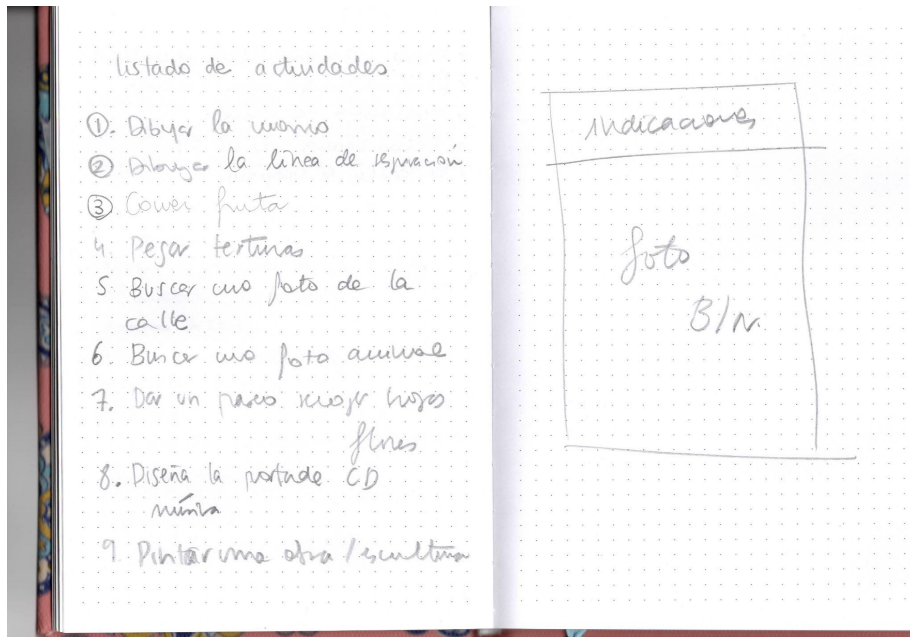 listado de actividades
1. Dibujar la mano
2 Dibujar la línea de respiración
3 Comer fruta
4. Pegar texturas
5 Buscar una foto de la
calle
6. Buscar una foto animal
7. Dar un paseo recoger hojas
flores
8. Diseña la portada CD
música
9 Pintar una obra / escultura
indicaciones
foto
B/N.